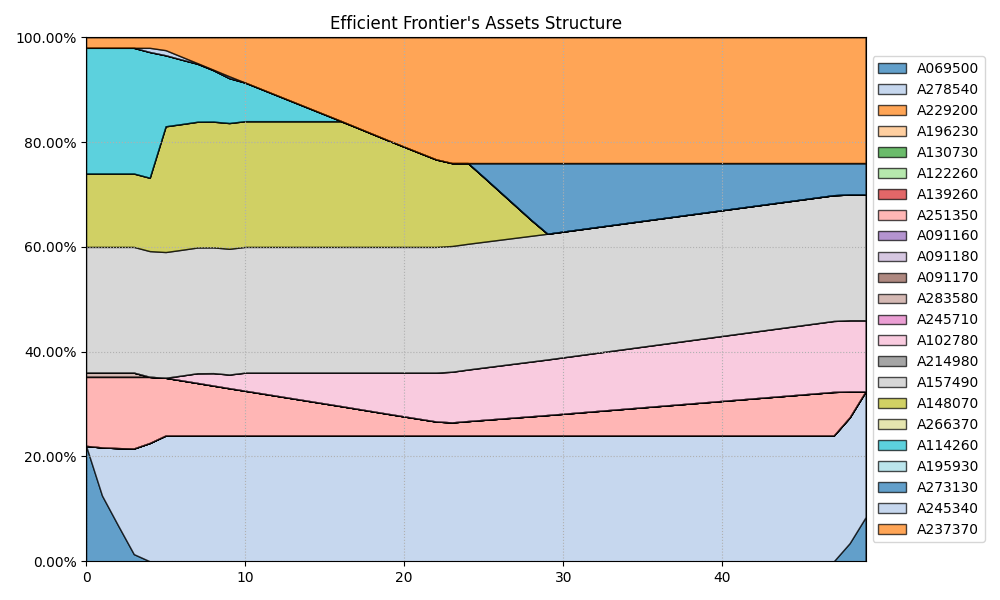 Efficient Frontier's Assets Structure
100.00%
80.00%
60.00%
40.00%
20.00%
0.00%
0
10
20
30
40
A069500
A278540
A229200
A196230
A130730
A122260
A139260
A251350
A091160
A091180
A091170
A283580
A245710
A102780
A214980
A157490
A148070
A266370
A114260
A195930
A273130
A245340
A237370